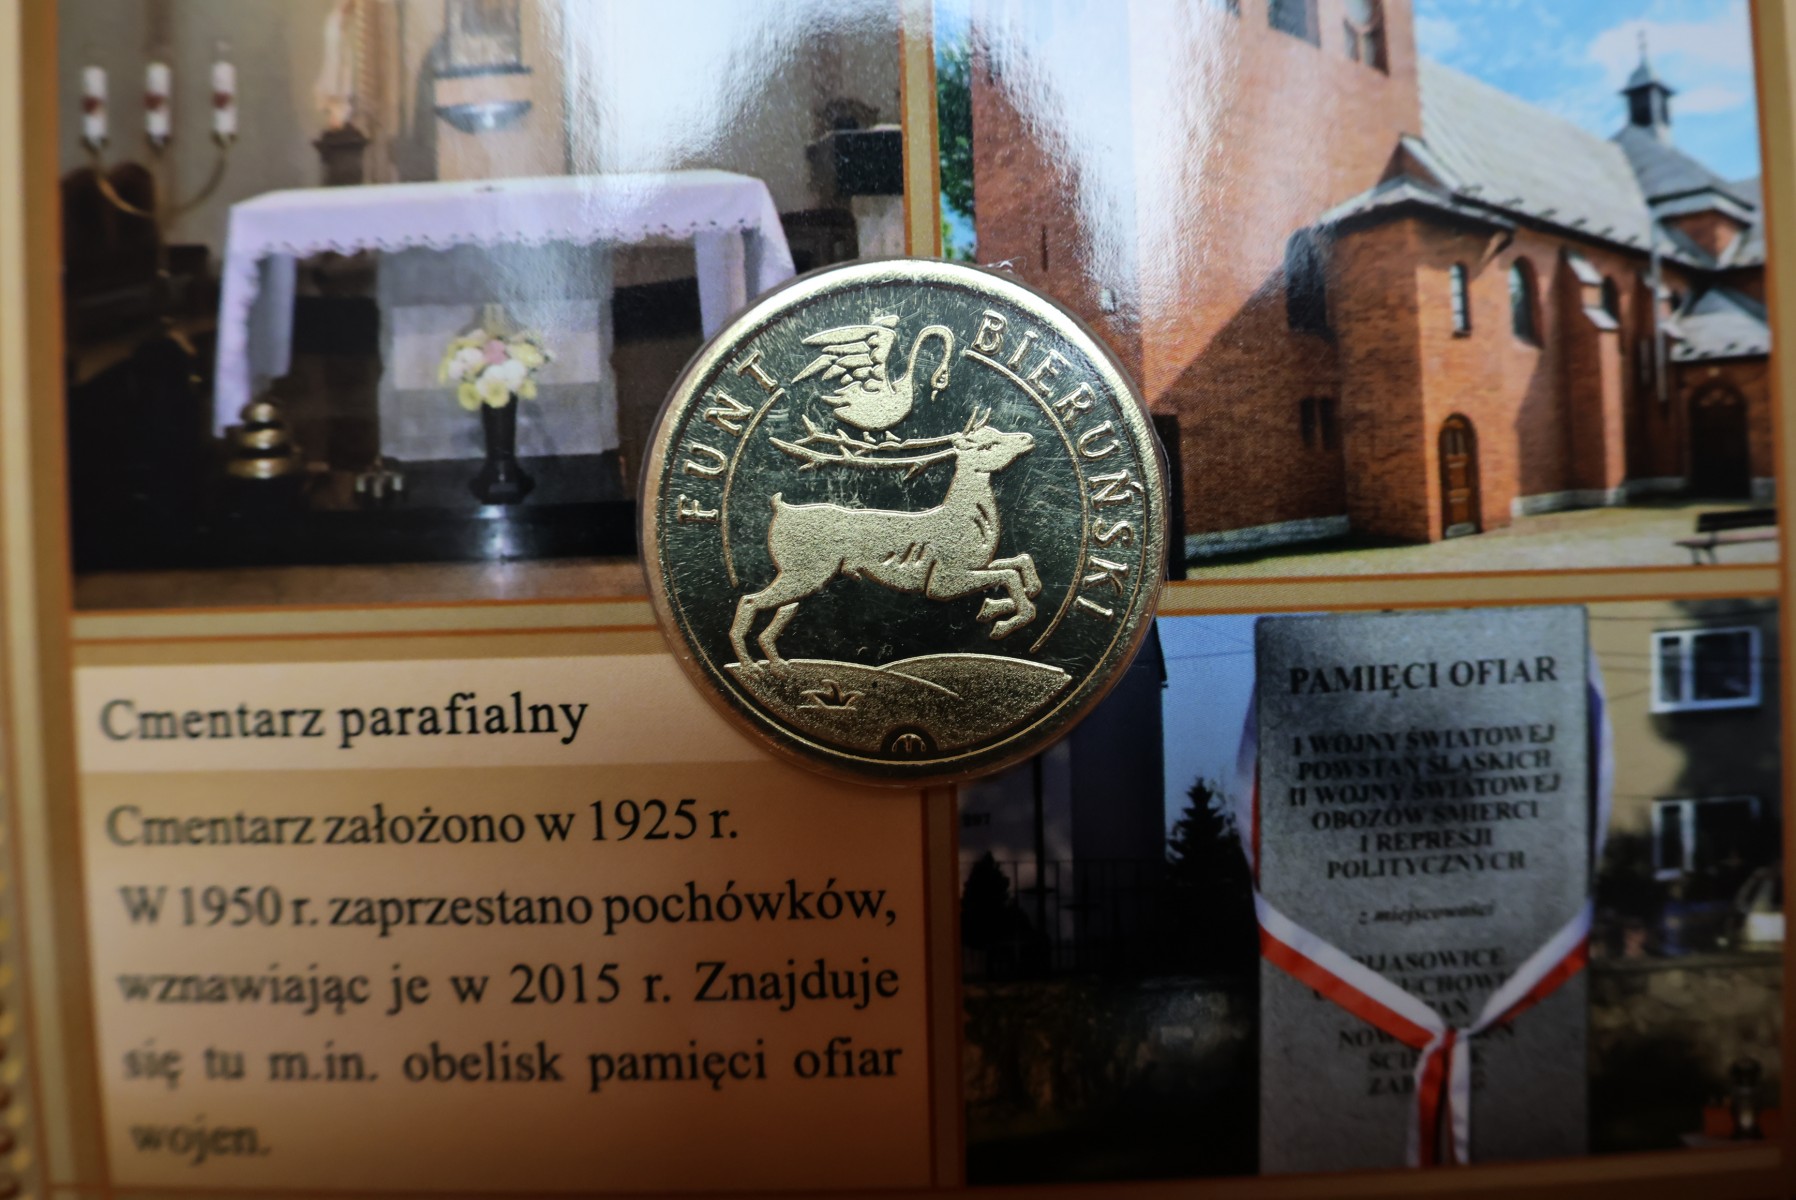 FUNT BIERUŃSKI
Cmentarz parafialny
Cmentarz założono w 1925 r.
W 1950 r. zaprzestano pochówków,
wznawiając je w 2015 r. Znajduje
się tu m.in. obelisk pamięci ofiar
wojen.
PAMIĘCI OFIAR
I WOJNY ŚWIATOWEJ
POWSTAŃ ŚLĄSKICH
II WOJNY ŚWIATOWEJ
OBOZÓW ŚMIERCI
I REPRESJI
POLITYCZNYCH
z miejscowości